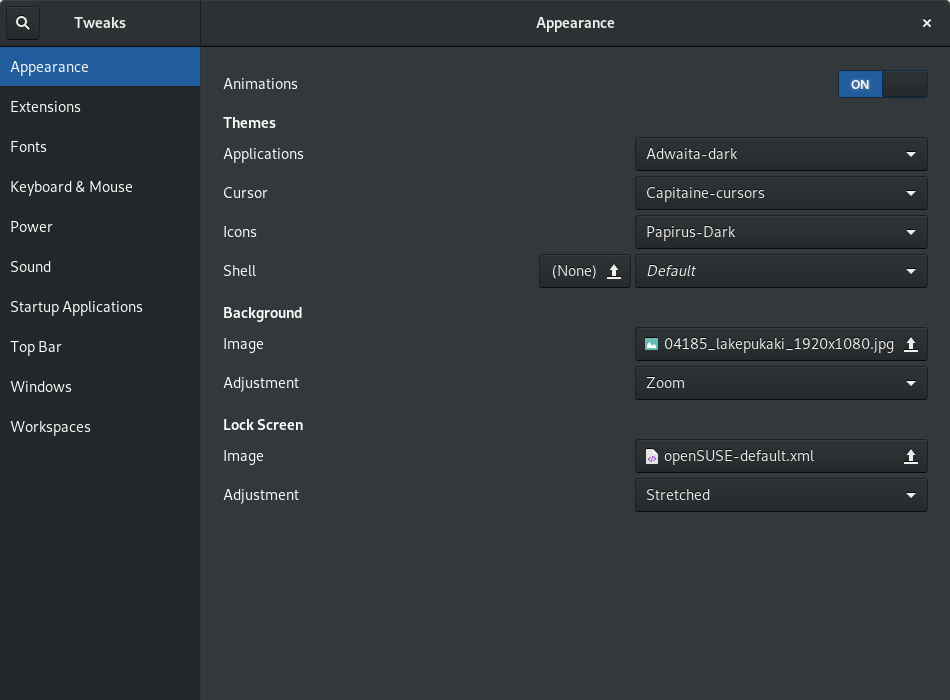 Tweaks
Appearance
Appearance
Extensions
Fonts
Keyboard & Mouse
Power
Sound
Startup Applications
Top Bar
Windows
Workspaces
Animations ON
Themes
Applications Adwaita-dark
Cursor Capitaine-cursors
Icons Papirus-Dark
Shell (None) Default
Background
Image 04185_lakepukaki_1920x1080.jpg
Adjustment Zoom
Lock Screen
Image openSUSE-default.xml
Adjustment Stretched